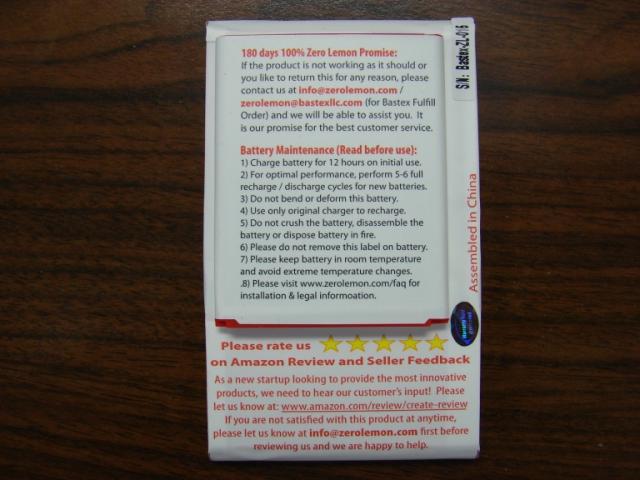 180 days 100% Zero Lemon Promise:
If the product is not working as it should or
you like to return this for any reason, please
contact us at info@zerolemon.com /
zerolemon@bastexllc.com (for Bastex Fulfill
Order) and we will be able to assist you. It
is our promise for the best customer service.
Battery Maintenance (Read before use):
1) Charge battery for 12 hours on initial use.
2) For optimal performance, perform 5-6 full
recharge / discharge cycles for new batteries.
3) Do not bend or deform this battery.
4) Use only original charger to recharge.
5) Do not crush the battery, disassemble the
battery or dispose battery in fire.
6) Please do not remove this label on battery.
7) Please keep battery in room temperature
and avoid extreme temperature changes.
.8) Please visit www.zerolemon.com/faq for
installation & legal informoation.
S/N: Bastex-ZL-016
Assembled in China
Please rate us
on Amazon Review and Seller Feedback
As a new startup looking to provide the most innovative
products, we need to hear our customer's input! Please
let us know at: www.amazon.com/review/create-review
If you are not satisfied with this product at anytime,
please let us know at info@zerolemon.com first before
reviewing us and we are happy to help.